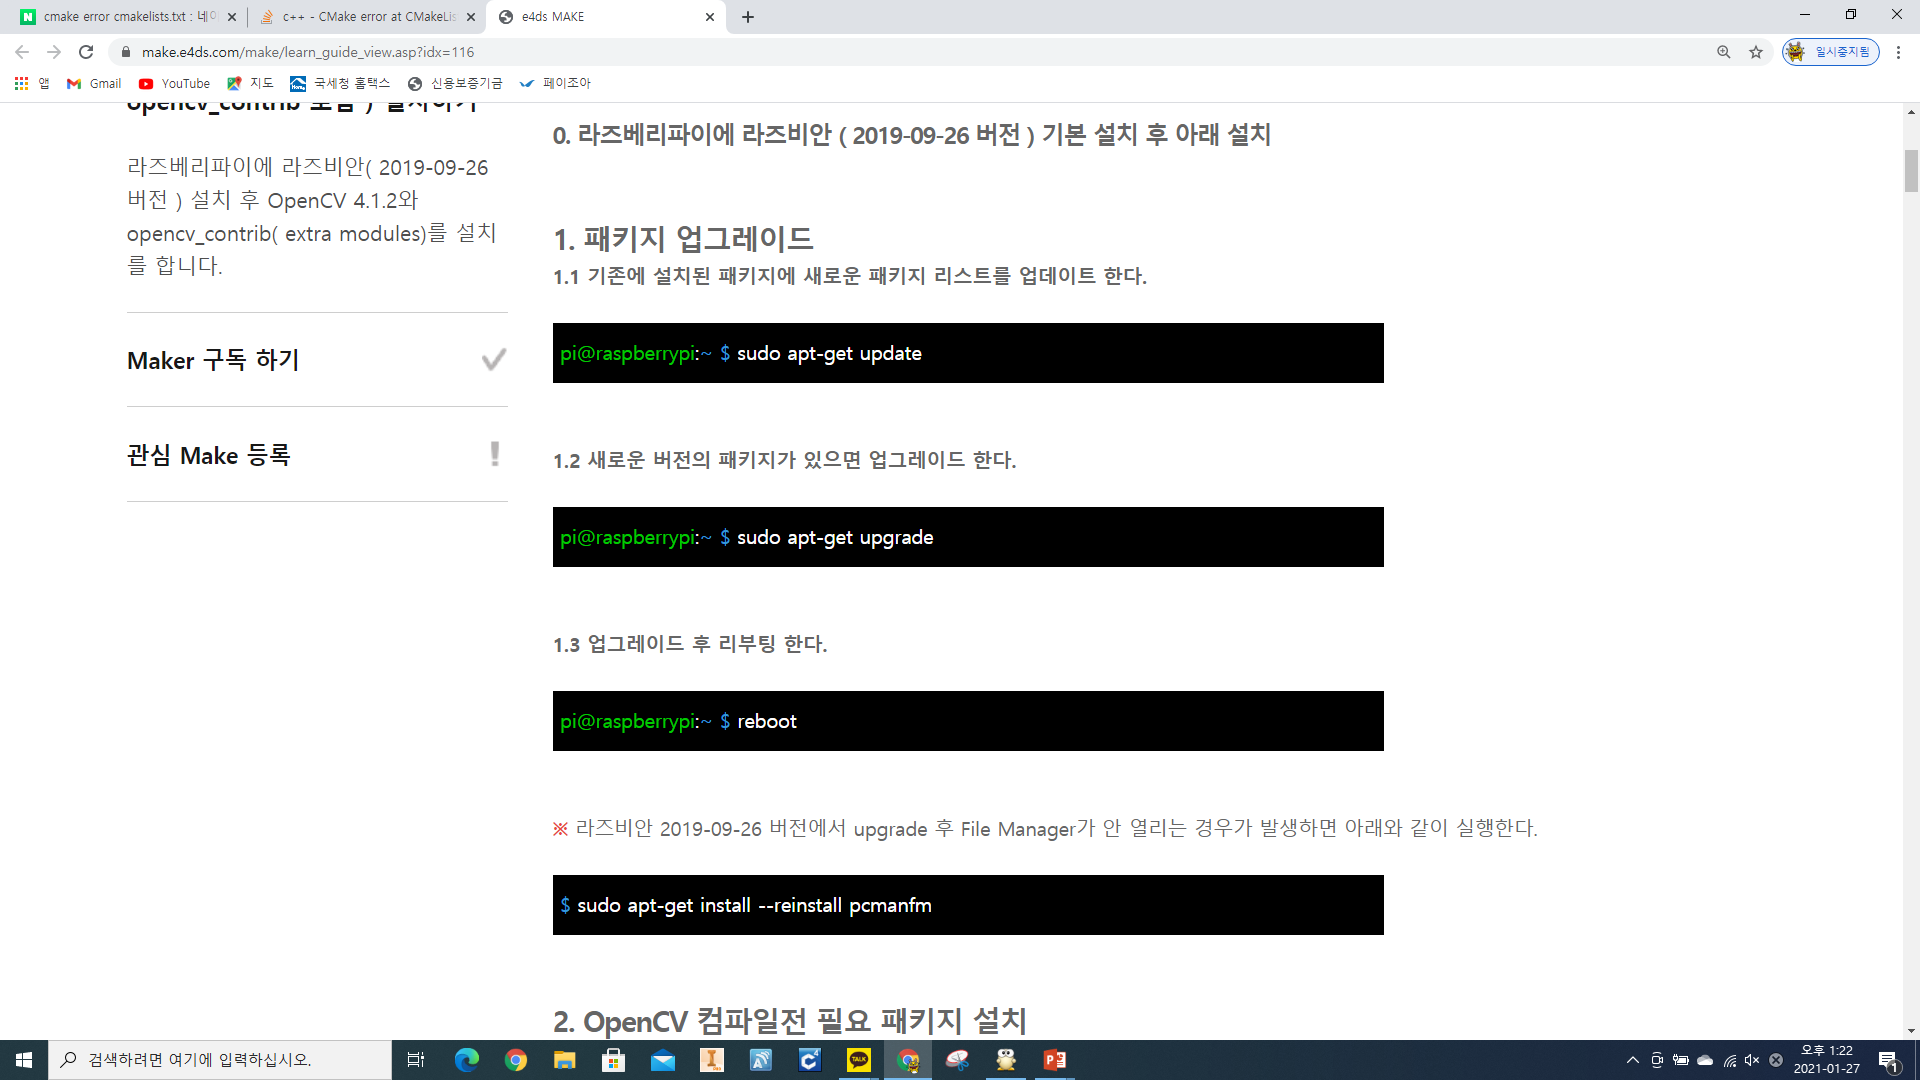 cmake error cmakelists.txt : 네이
c++ - CMake error at CMakeLis
e4ds MAKE
make.e4ds.com/make/learn_guide_view.asp?idx=116
일시중지됨
앱
Gmail
YouTube
지도
국세청 홈택스
신용보증기금
페이조아
opencv_contrib 포함 ) 설치하기
라즈베리파이에 라즈비안( 2019-09-26
버전 ) 설치 후 OpenCV 4.1.2와
opencv_contrib( extra modules)를 설치
를 합니다.
Maker 구독 하기
관심 Make 등록
0. 라즈베리파이에 라즈비안 ( 2019-09-26 버전 ) 기본 설치 후 아래 설치
1. 패키지 업그레이드
1.1 기존에 설치된 패키지에 새로운 패키지 리스트를 업데이트 한다.
pi@raspberrypi:~ $ sudo apt-get update
1.2 새로운 버전의 패키지가 있으면 업그레이드 한다.
pi@raspberrypi:~ $ sudo apt-get upgrade
1.3 업그레이드 후 리부팅 한다.
pi@raspberrypi:~ $ reboot
※ 라즈비안 2019-09-26 버전에서 upgrade 후 File Manager가 안 열리는 경우가 발생하면 아래와 같이 실행한다.
$ sudo apt-get install --reinstall pcmanfm
2. OpenCV 컴파일전 필요 패키지 설치
검색하려면 여기에 입력하십시오.
TALK
오후 1:22
2021-01-27
1